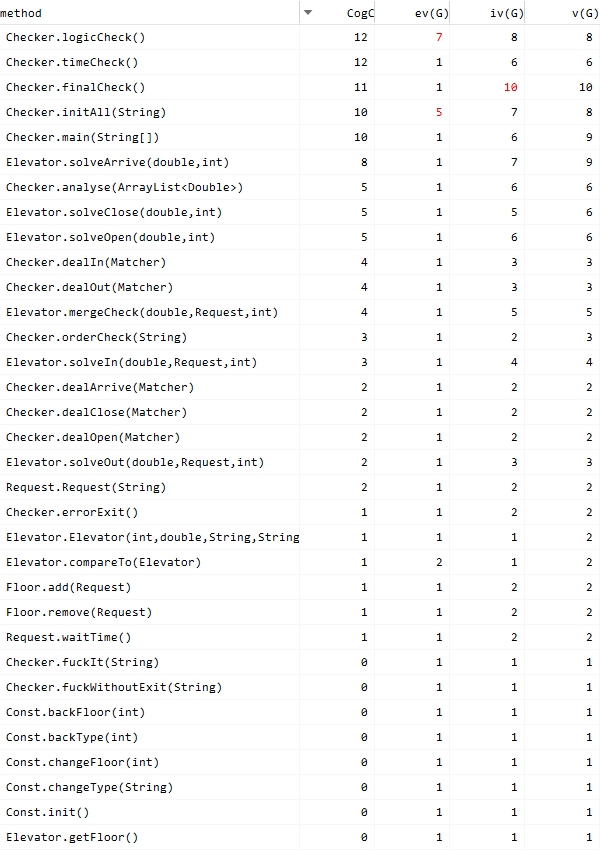 method CogC ev(G) iv(G) v(G)
Checker.logicCheck() 12 7 8 8
Checker.timeCheck() 12 1 6 6
Checker.finalCheck() 11 1 10 10
Checker.initAll(String) 10 5 7 8
Checker.main(String[]) 10 1 6 9
Elevator.solveArrive(double,int) 8 1 7 9
Checker.analyse(ArrayList<Double>) 5 1 6 6
Elevator.solveClose(double,int) 5 1 5 6
Elevator.solveOpen(double,int) 5 1 6 6
Checker.dealIn(Matcher) 4 1 3 3
Checker.dealOut(Matcher) 4 1 3 3
Elevator.mergeCheck(double,Request,int) 4 1 5 5
Checker.orderCheck(String) 3 1 2 3
Elevator.solveIn(double,Request,int) 3 1 4 4
Checker.dealArrive(Matcher) 2 1 2 2
Checker.dealClose(Matcher) 2 1 2 2
Checker.dealOpen(Matcher) 2 1 2 2
Elevator.solveOut(double,Request,int) 2 1 3 3
Request.Request(String) 2 1 2 2
Checker.errorExit() 1 1 2 2
Elevator.Elevator(int,double,String,String 1 1 1 2
Elevator.compareTo(Elevator) 1 2 1 2
Floor.add(Request) 1 1 2 2
Floor.remove(Request) 1 1 2 2
Request.waitTime() 1 1 2 2
Checker.fuckIt(String) 0 1 1 1
Checker.fuckWithoutExit(String) 0 1 1 1
Const.backFloor(int) 0 1 1 1
Const.backType(int) 0 1 1 1
Const.changeFloor(int) 0 1 1 1
Const.changeType(String) 0 1 1 1
Const.init() 0 1 1 1
Elevator.getFloor() 0 1 1 1